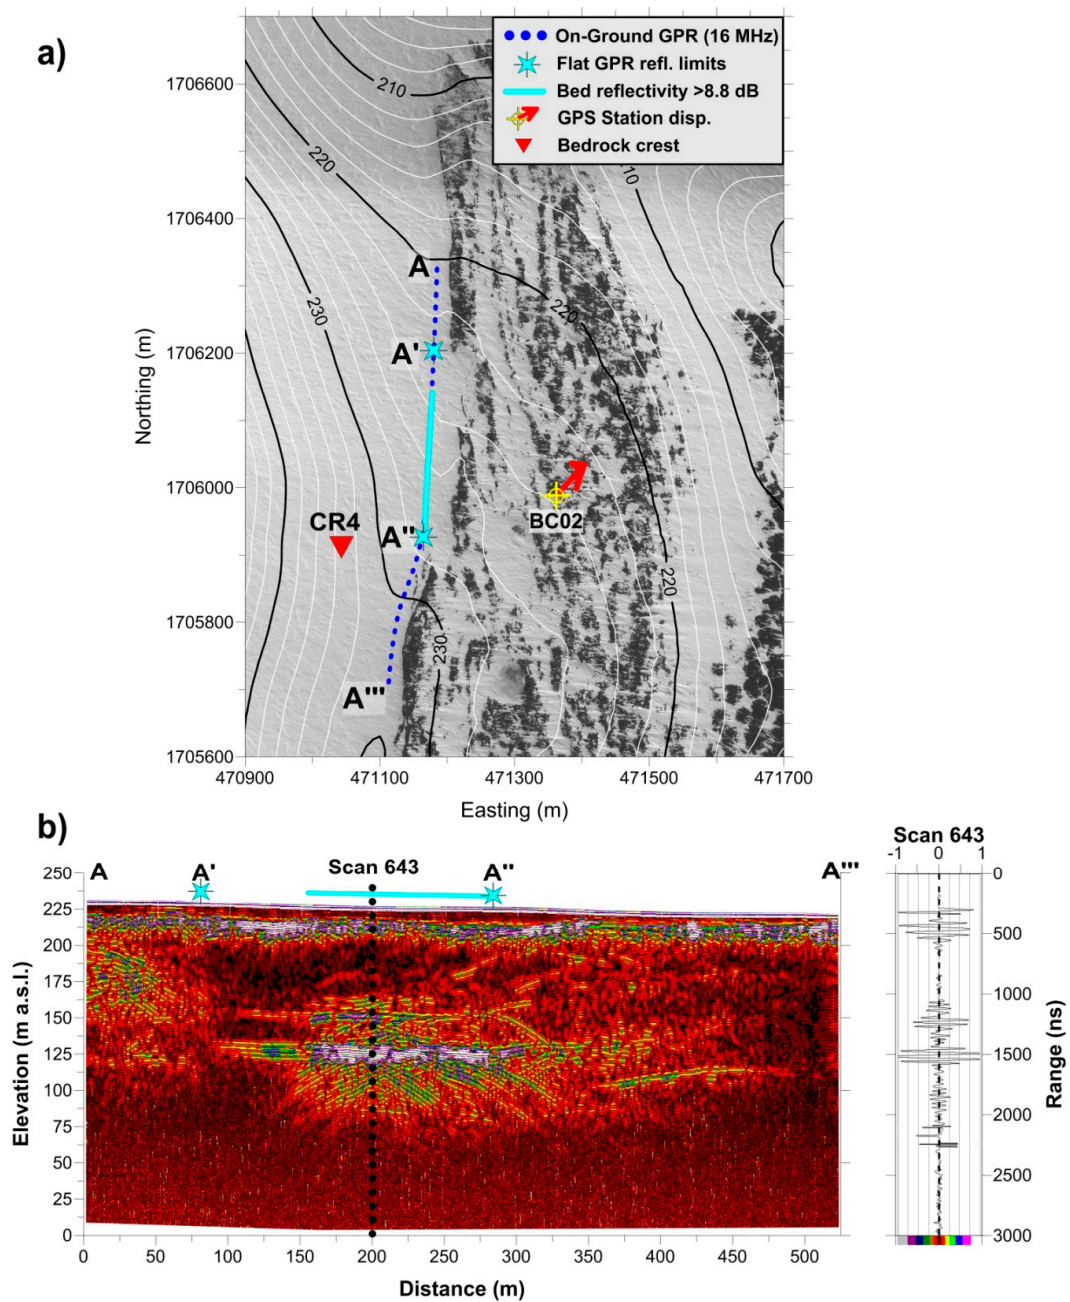 a)
On-Ground GPR (16 MHz)
Flat GPR refl. limits
Bed reflectivity >8.8 dB
GPS Station disp.
Bedrock crest
1706600
1706400
1706200
1706000
1705800
1705600
Northing (m)
210
220
210
230
220
220
230
A
A'
A''
A'''
CR4
BC02
470900
471100
471300
471500
471700
Easting (m)
b)
A
A'
Scan 643
A''
A'''
250
225
200
175
150
125
100
75
50
25
0
Elevation (m a.s.l.)
0
50
100
150
200
250
300
350
400
450
500
Distance (m)
Scan 643
-1
0
1
0
500
1000
1500
2000
2500
3000
Range (ns)